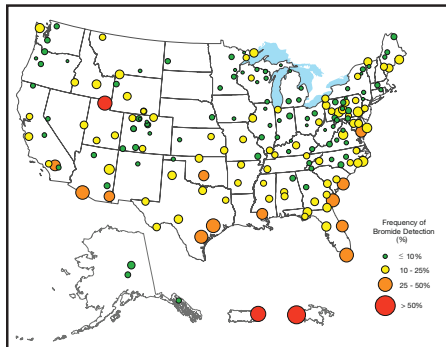 Frequency of
Bromide Detection
(%)
≤ 10%
10 - 25%
25 - 50%
> 50%